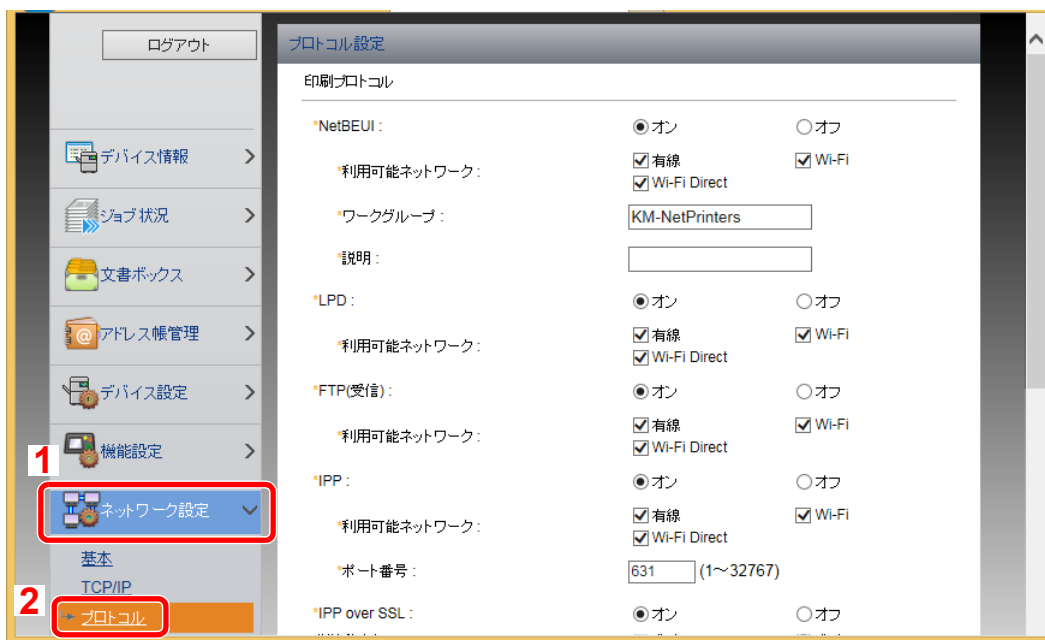 ログアウト
デバイス情報
ジョブ状況
文書ボックス
アドレス帳管理
デバイス設定
機能設定
1
ネットワーク設定
基本
TCP/IP
2
プロトコル
プロトコル設定
印刷プロトコル
*NetBEUI : オン オフ
*利用可能ネットワーク : 有線 Wi-Fi
Wi-Fi Direct
*ワークグループ : KM-NetPrinters
*説明 :
*LPD : オン オフ
*利用可能ネットワーク : 有線 Wi-Fi
Wi-Fi Direct
*FTP(受信) : オン オフ
*利用可能ネットワーク : 有線 Wi-Fi
Wi-Fi Direct
*IPP : オン オフ
*利用可能ネットワーク : 有線 Wi-Fi
Wi-Fi Direct
*ポート番号 : 631 (1～32767)
*IPP over SSL : オン オフ